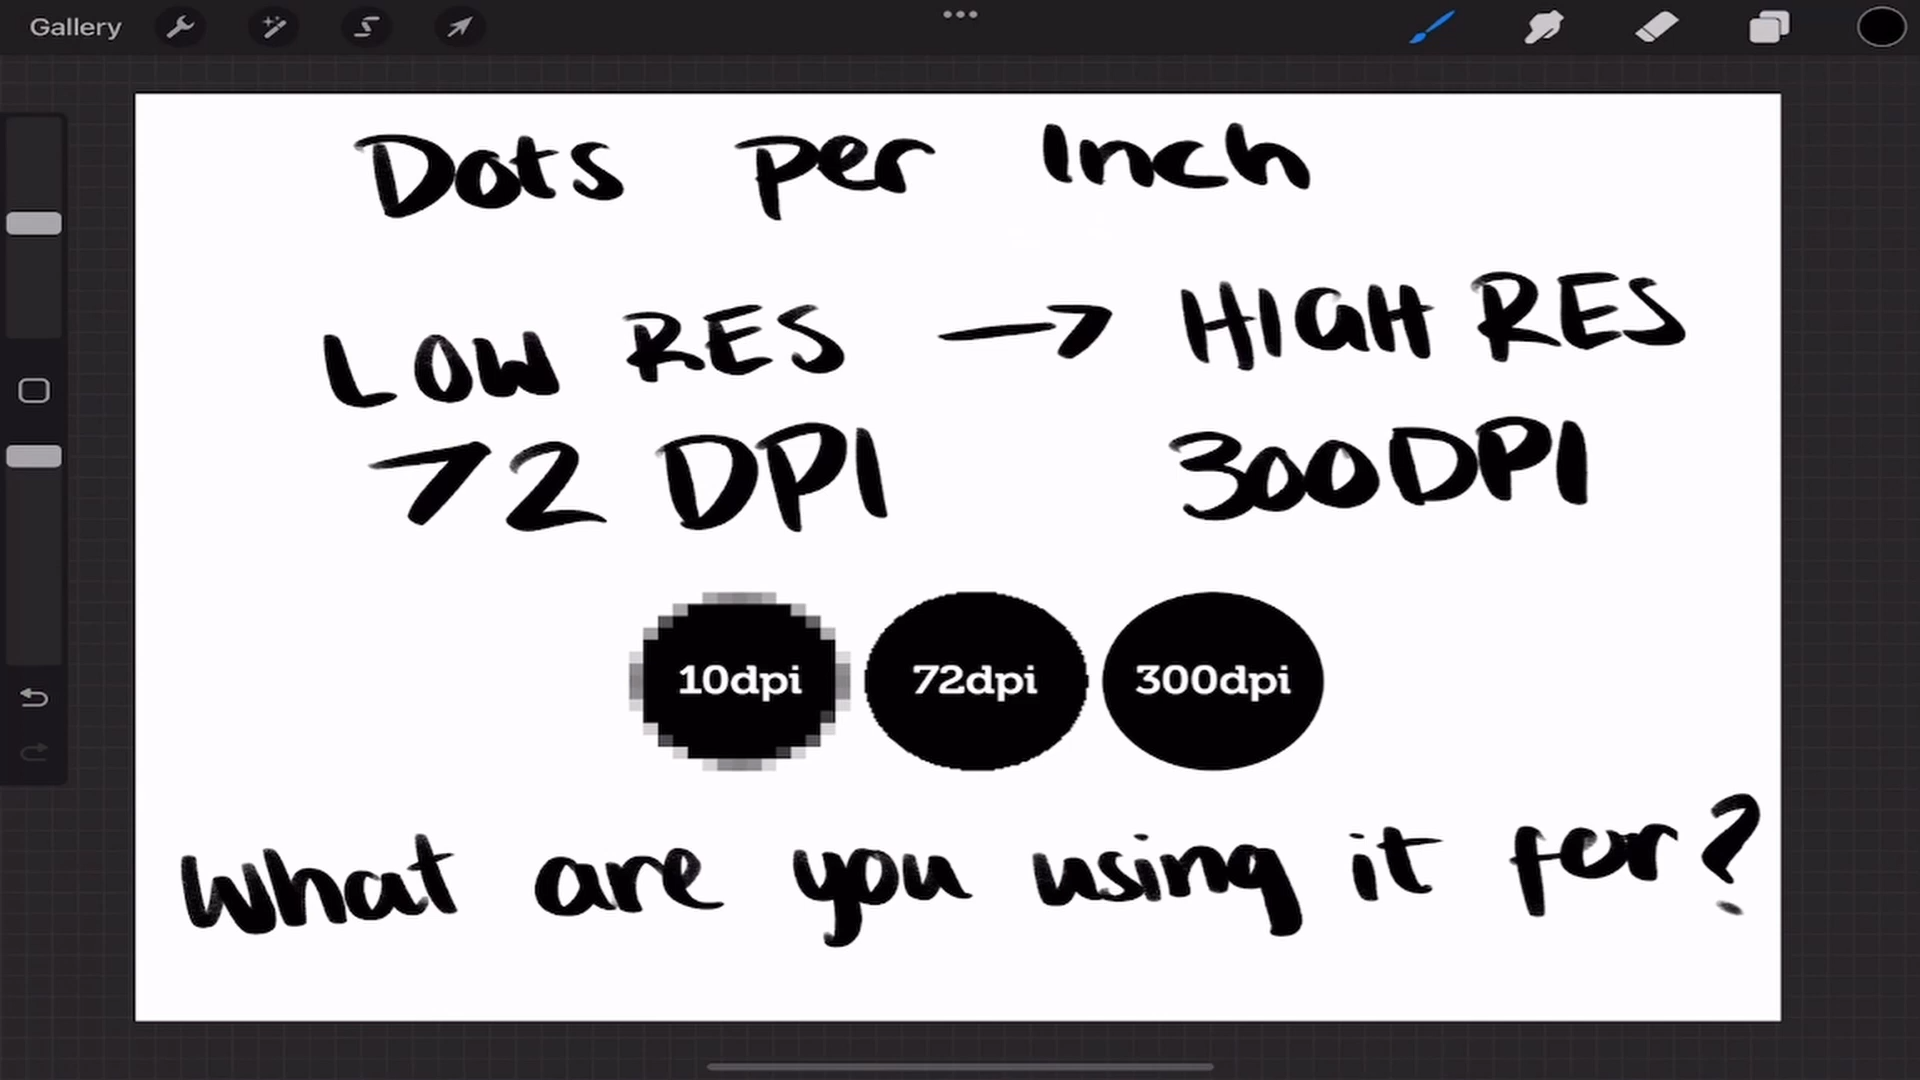 Gallery
Dots per Inch
LOW RES → HIGH RES
72 DPI 300DPI
10dpi 72dpi 300dpi
What are you using it for?